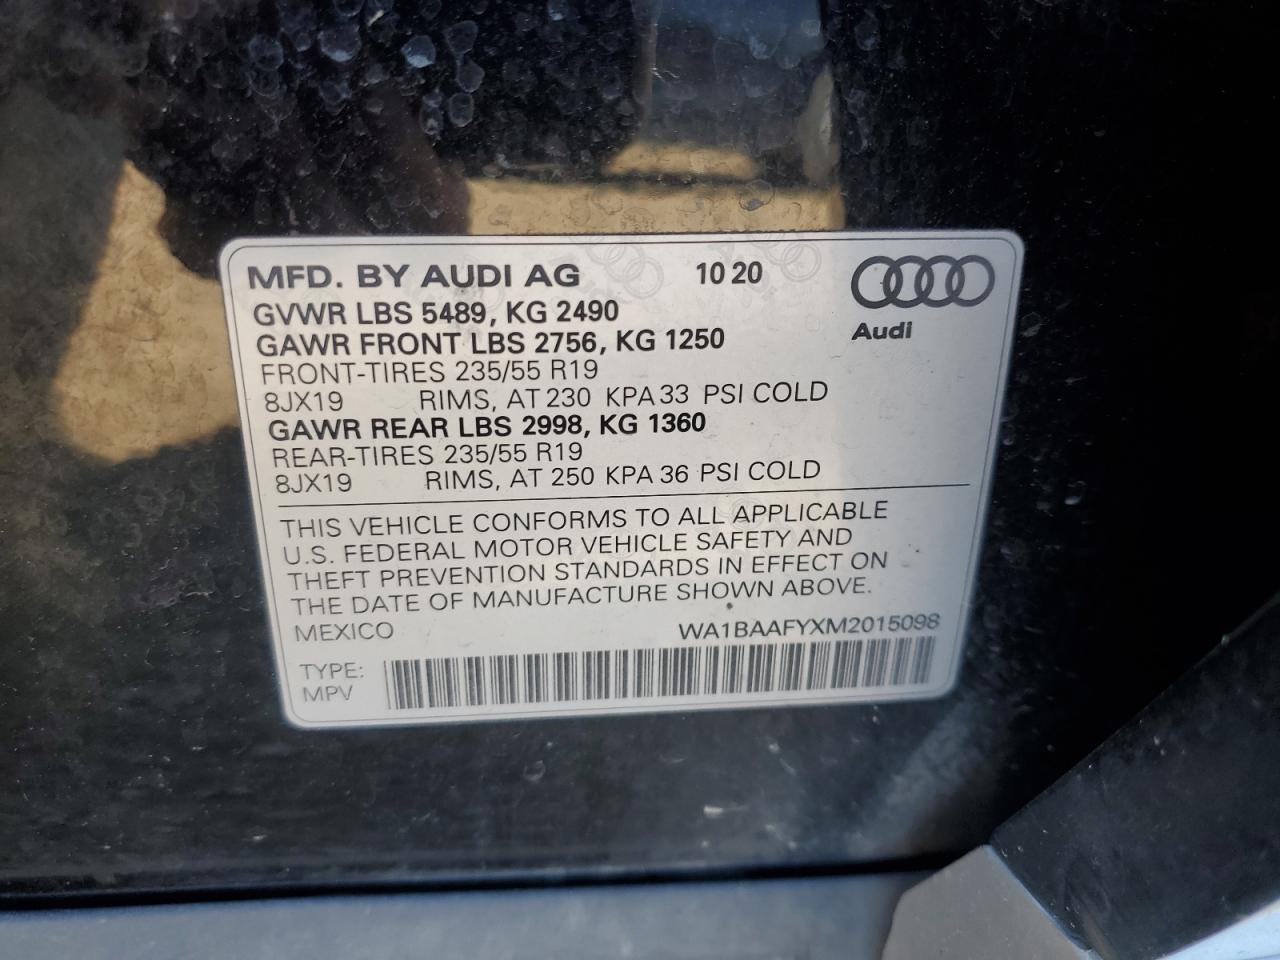 MFD. BY AUDI AG 10 20
GVWR LBS 5489, KG 2490
GAWR FRONT LBS 2756, KG 1250
Audi
FRONT-TIRES 235/55 R19
8JX19 RIMS, AT 230 KPA 33 PSI COLD
GAWR REAR LBS 2998, KG 1360
REAR-TIRES 235/55 R19
8JX19 RIMS, AT 250 KPA 36 PSI COLD
THIS VEHICLE CONFORMS TO ALL APPLICABLE
U.S. FEDERAL MOTOR VEHICLE SAFETY AND
THEFT PREVENTION STANDARDS IN EFFECT ON
THE DATE OF MANUFACTURE SHOWN ABOVE.
MEXICO WA1BAAFYXM2015098
TYPE:
MPV